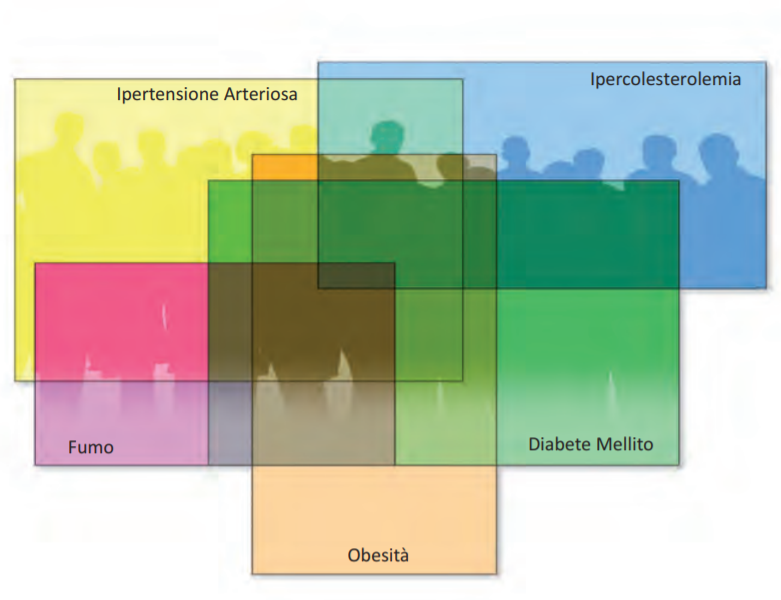 Ipertensione Arteriosa
Ipercolesterolemia
Fumo
Diabete Mellito
Obesità